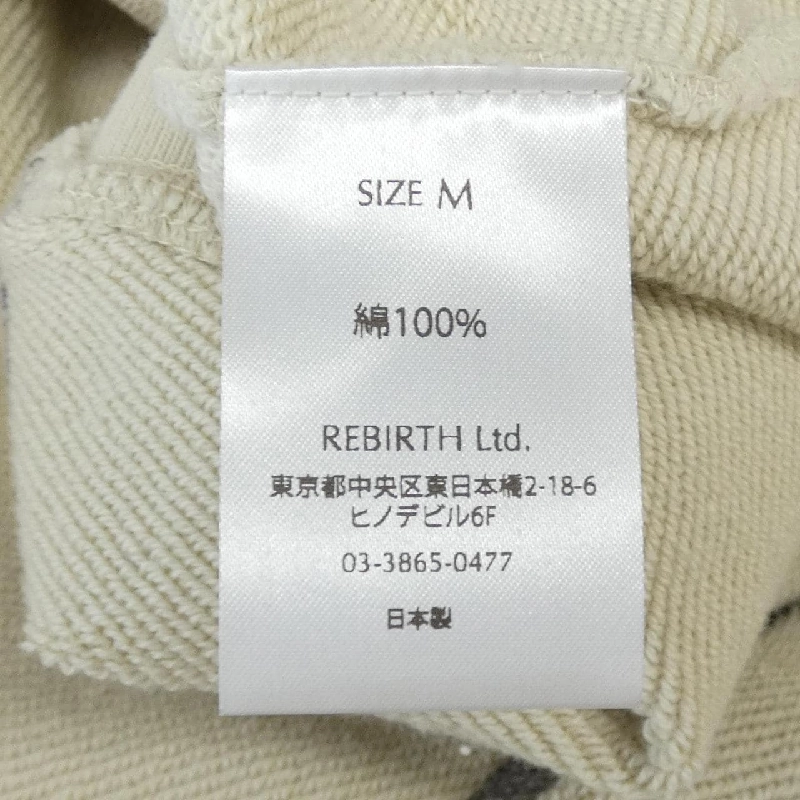 SIZE M
綿100%
REBIRTH Ltd.
東京都中央区東日本橋2-18-6
ヒノデビル6F
03-3865-0477
日本製